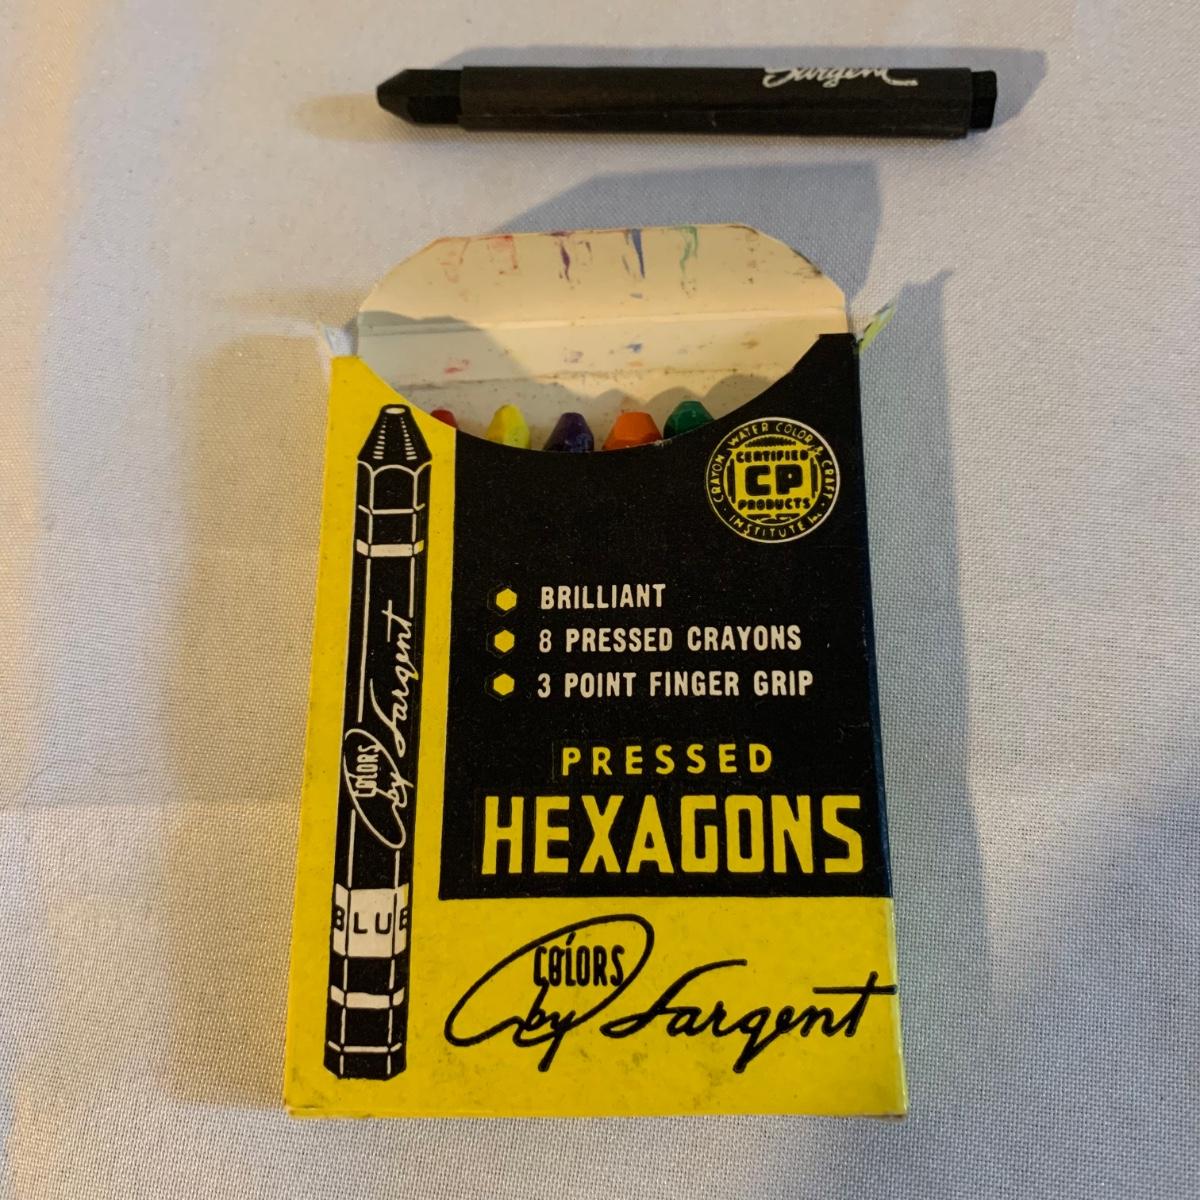 Sargent
CRAYON, WATER COLOR & CRAFT
CERTIFIED
CP
PRODUCTS
INSTITUTE Inc.
BRILLIANT
8 PRESSED CRAYONS
3 POINT FINGER GRIP
PRESSED
HEXAGONS
COLORS
by Sargent
COLORS
by Sargent
BLUE